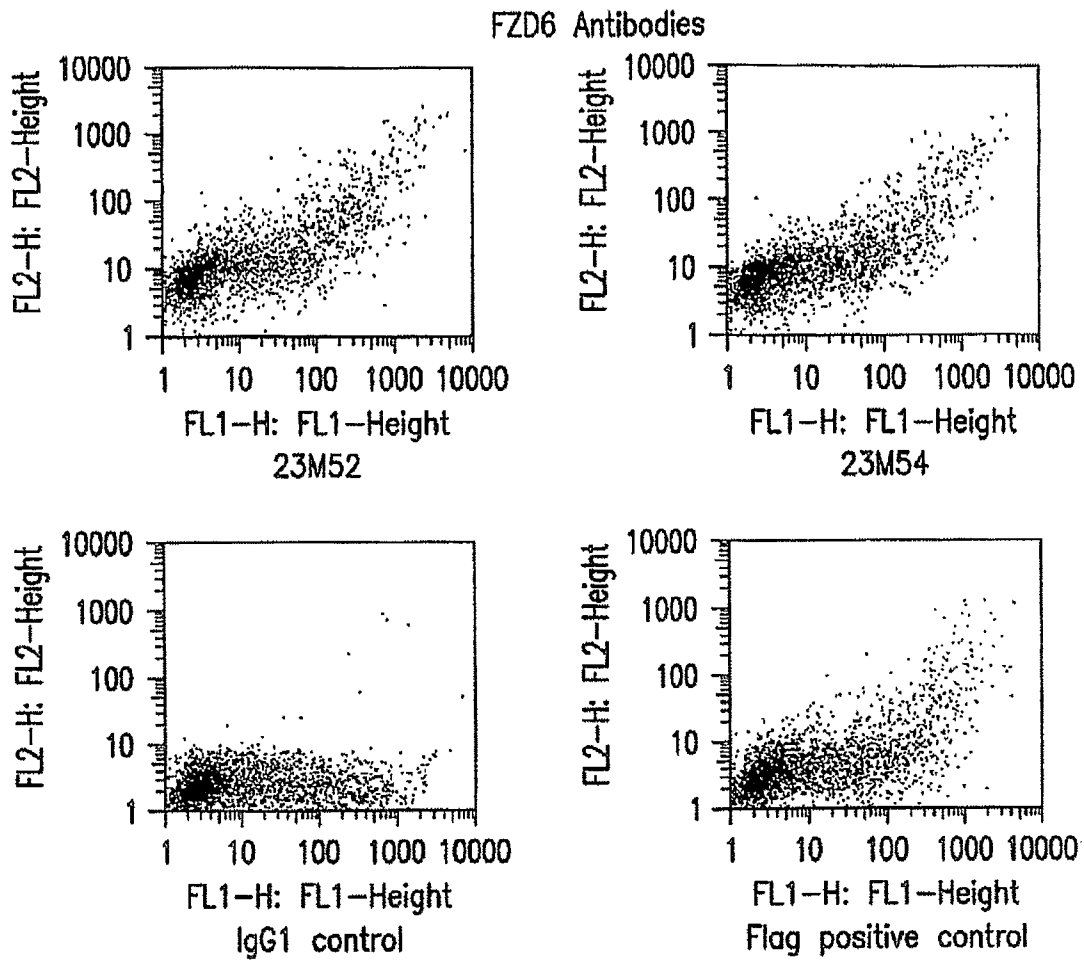 FZD6 Antibodies
FL2-H: FL2-Height
10000
1000
100
10
1
1 10 100 1000 10000
FL1-H: FL1-Height
23M52
FL2-H: FL2-Height
10000
1000
100
10
1
1 10 100 1000 10000
FL1-H: FL1-Height
23M54
FL2-H: FL2-Height
10000
1000
100
10
1
1 10 100 1000 10000
FL1-H: FL1-Height
IgG1 control
FL2-H: FL2-Height
10000
1000
100
10
1
1 10 100 1000 10000
FL1-H: FL1-Height
Flag positive control